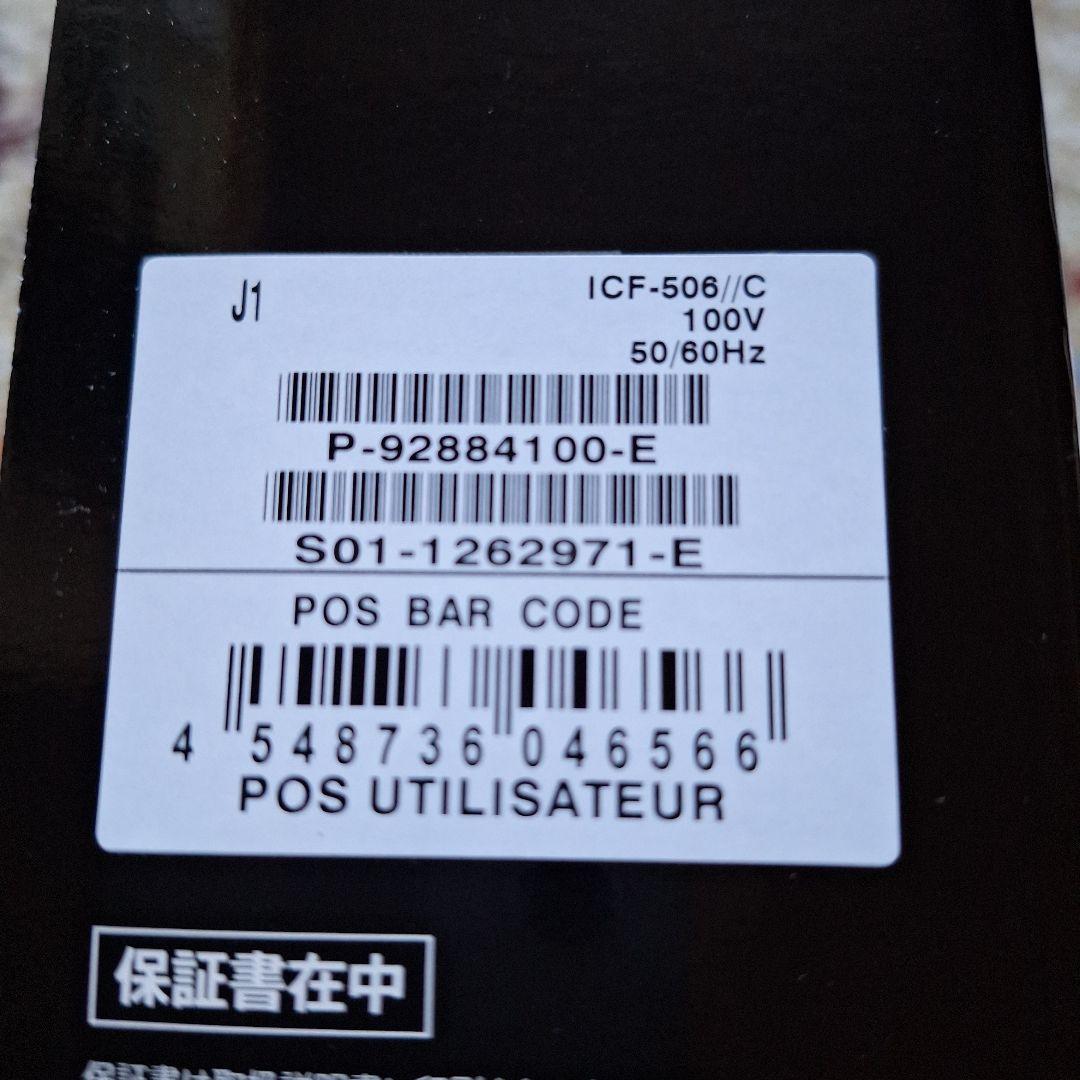 J1
ICF-506//C
100V
50/60Hz
P-92884100-E
S01-1262971-E
POS BAR CODE
4 548736 046566
POS UTILISATEUR
保証書在中